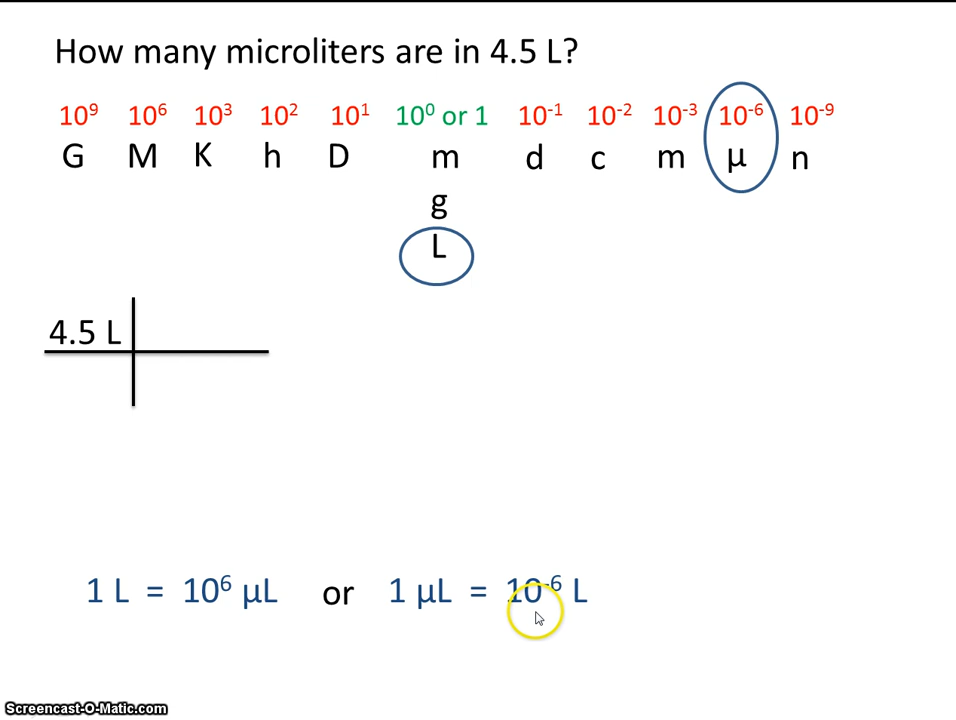 How many microliters are in 4.5 L?
10⁹ 10⁶ 10³ 10² 10¹ 10⁰ or 1 10⁻¹ 10⁻² 10⁻³ 10⁻⁶ 10⁻⁹
G M K h D m d c m µ n
g
L
4.5 L
1 L = 10⁶ µL or 1 µL = 10⁻⁶ L
Screencast-O-Matic.com